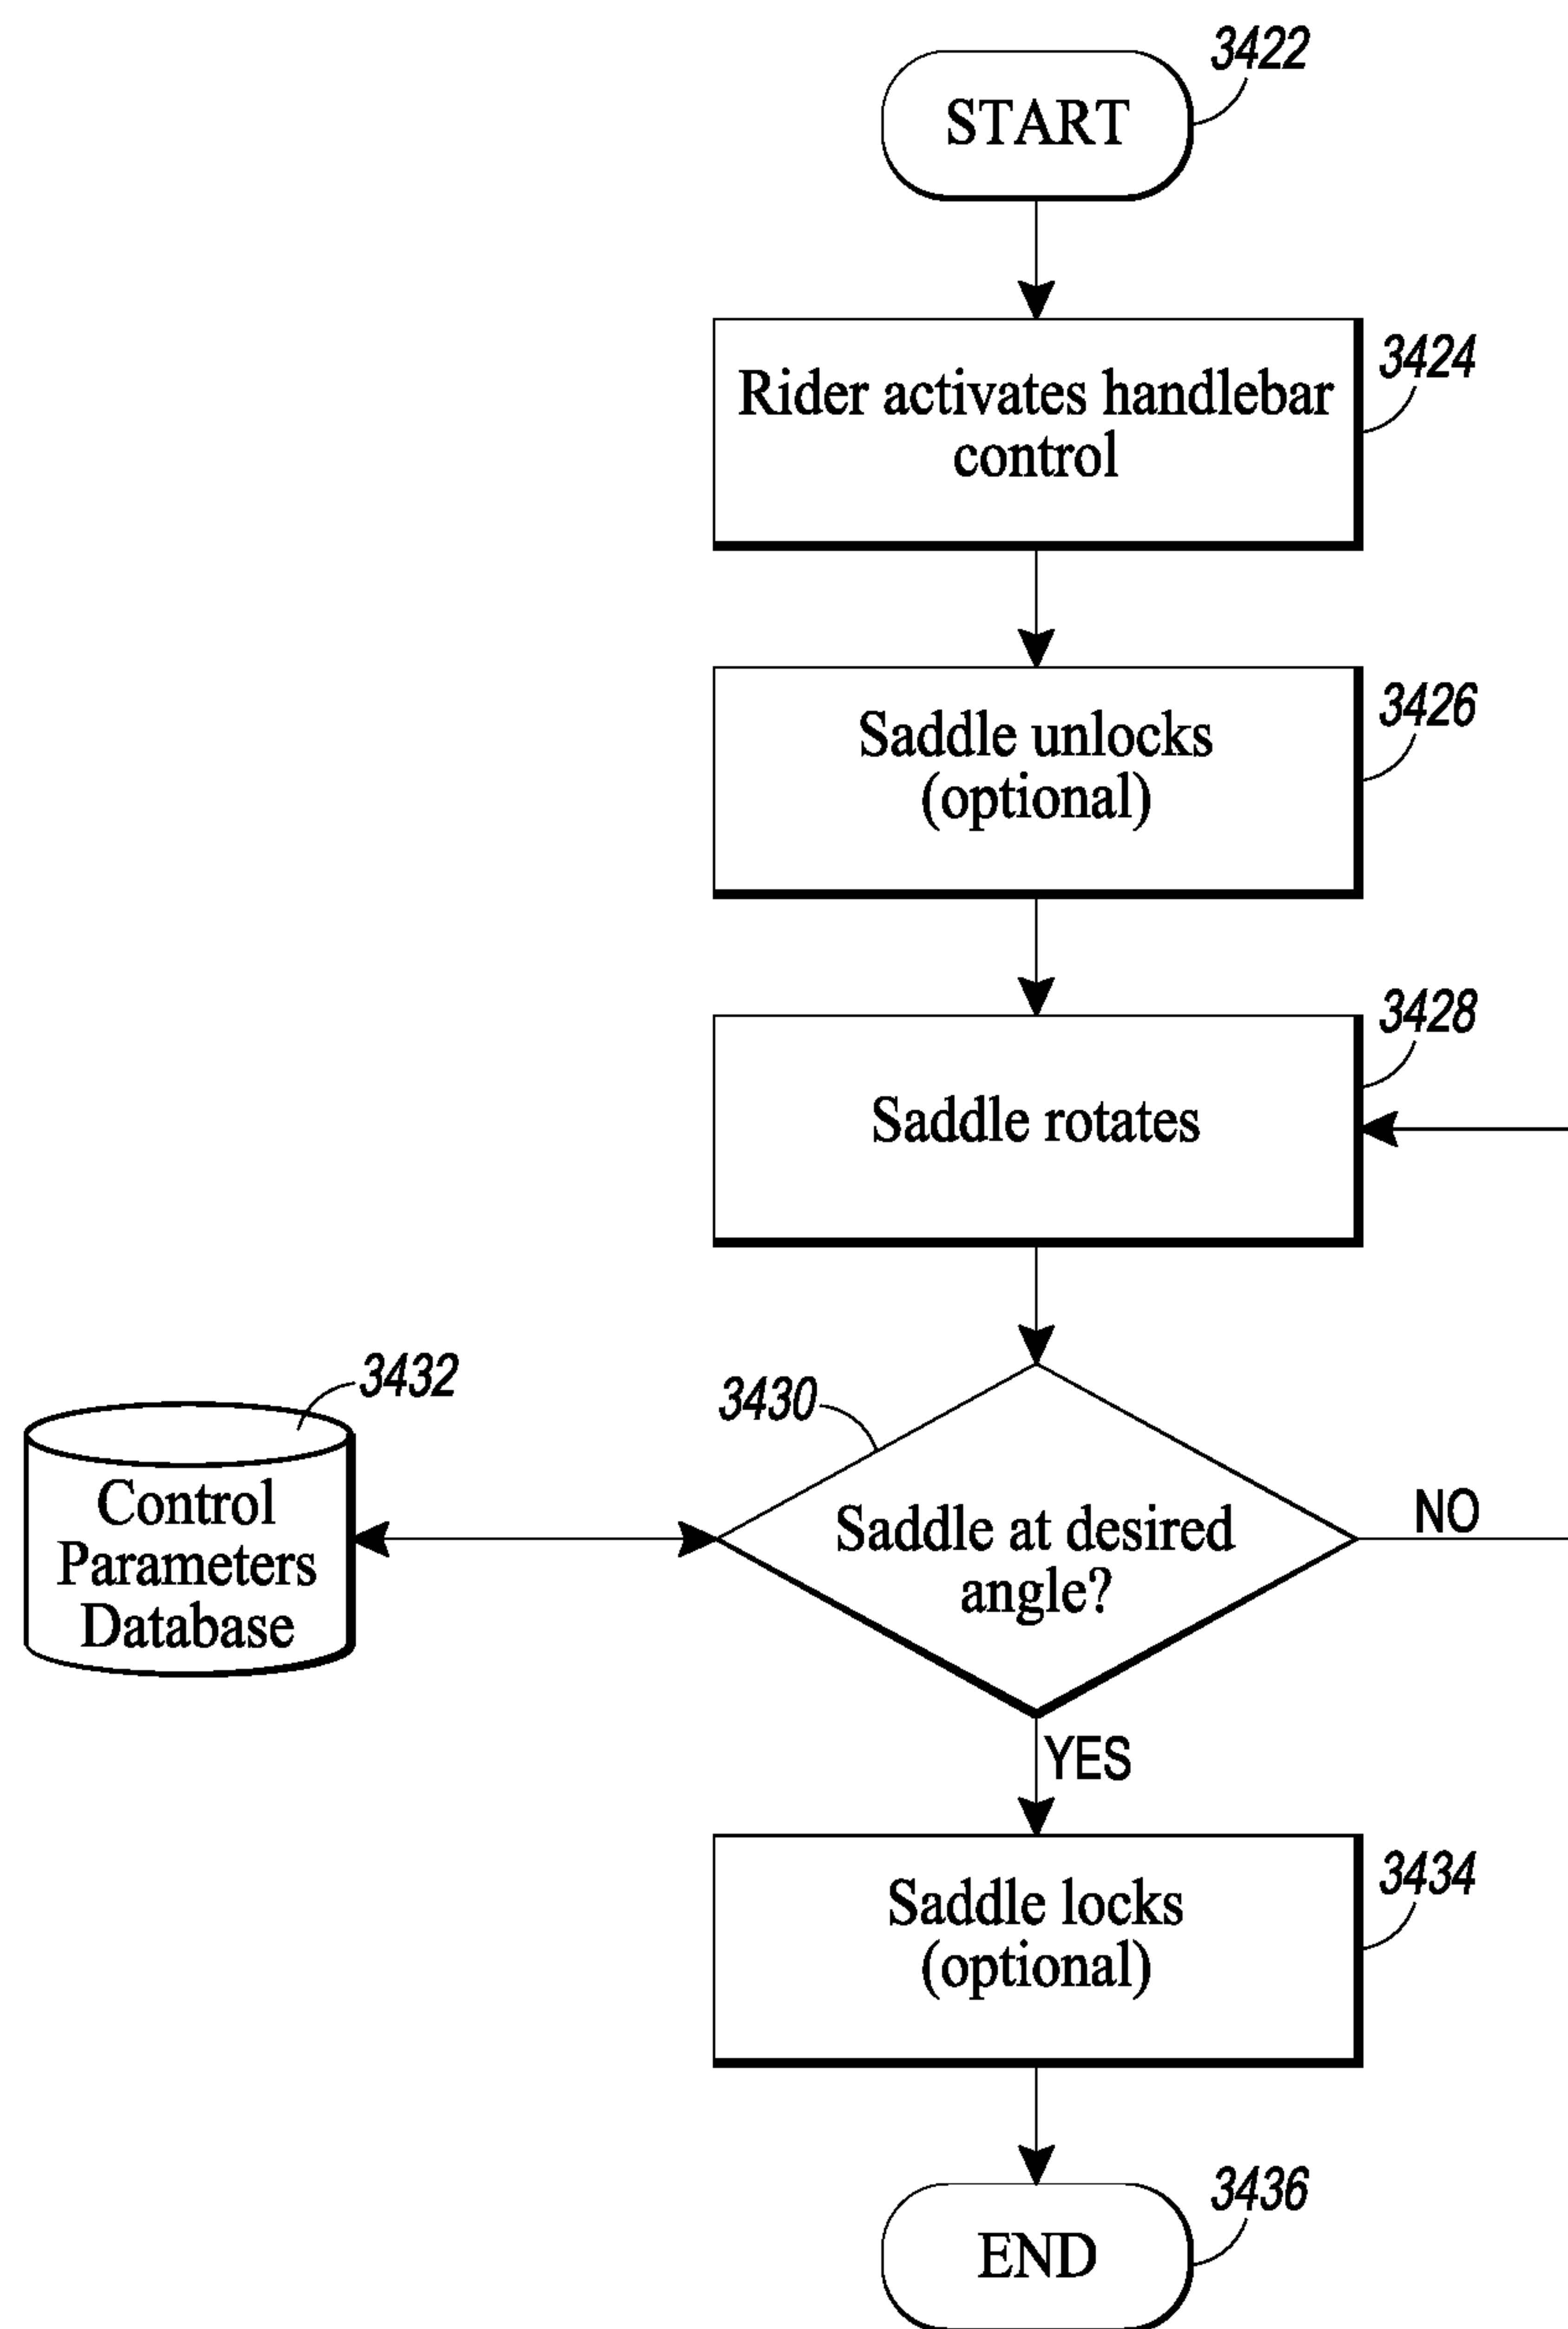 3422
START
3424
Rider activates handlebar
control
3426
Saddle unlocks
(optional)
3428
Saddle rotates
3432
3430
Control
Parameters
Database
Saddle at desired
angle?
NO
YES
3434
Saddle locks
(optional)
3436
END